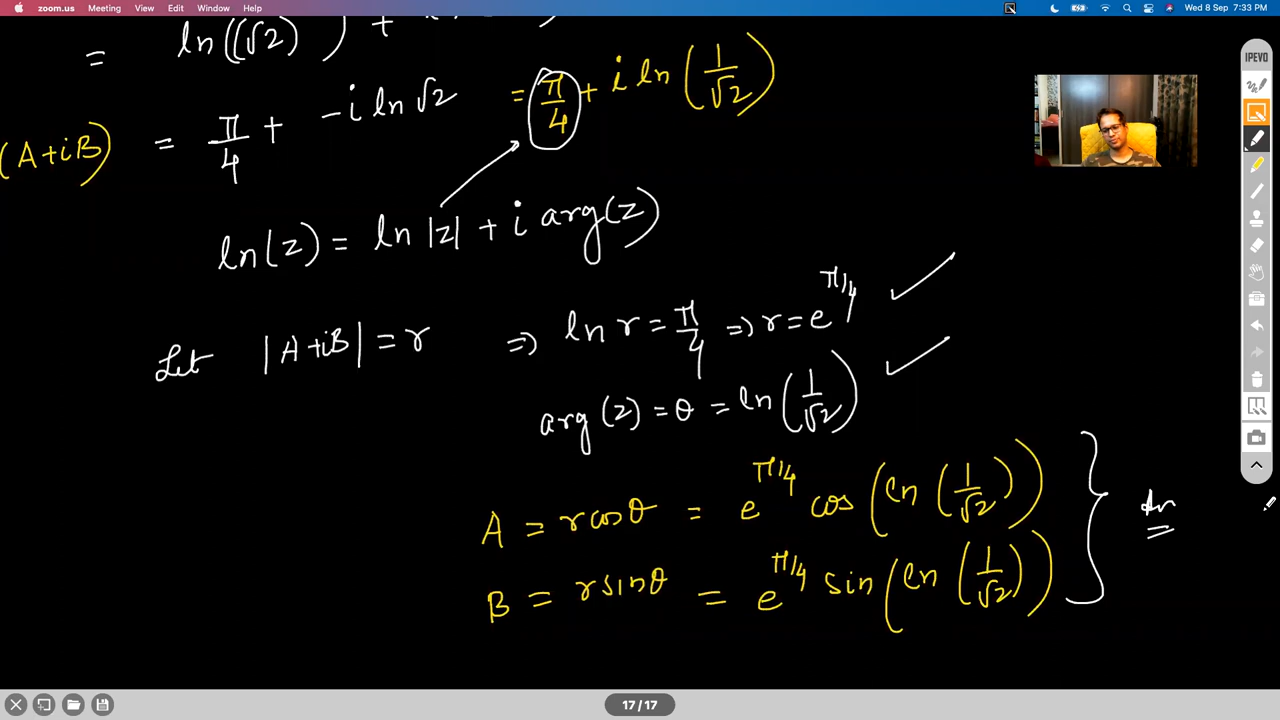 zoom.us Meeting View Edit Window Help Wed 8 Sep 7:33 PM
= ln((√2) ) +
IPEVO
(A+iB) = π/4 + -i ln √2 = π/4 + i ln (1/√2)
ln(z) = ln |z| + i arg(z)
Let |A+iB| = r ⇒ ln r = π/4 ⇒ r = e^π/4
arg(z) = θ = ln (1/√2)
A = r cos θ = e^π/4 cos (ln (1/√2))
An
B = r sin θ = e^π/4 sin (ln (1/√2))
17/17